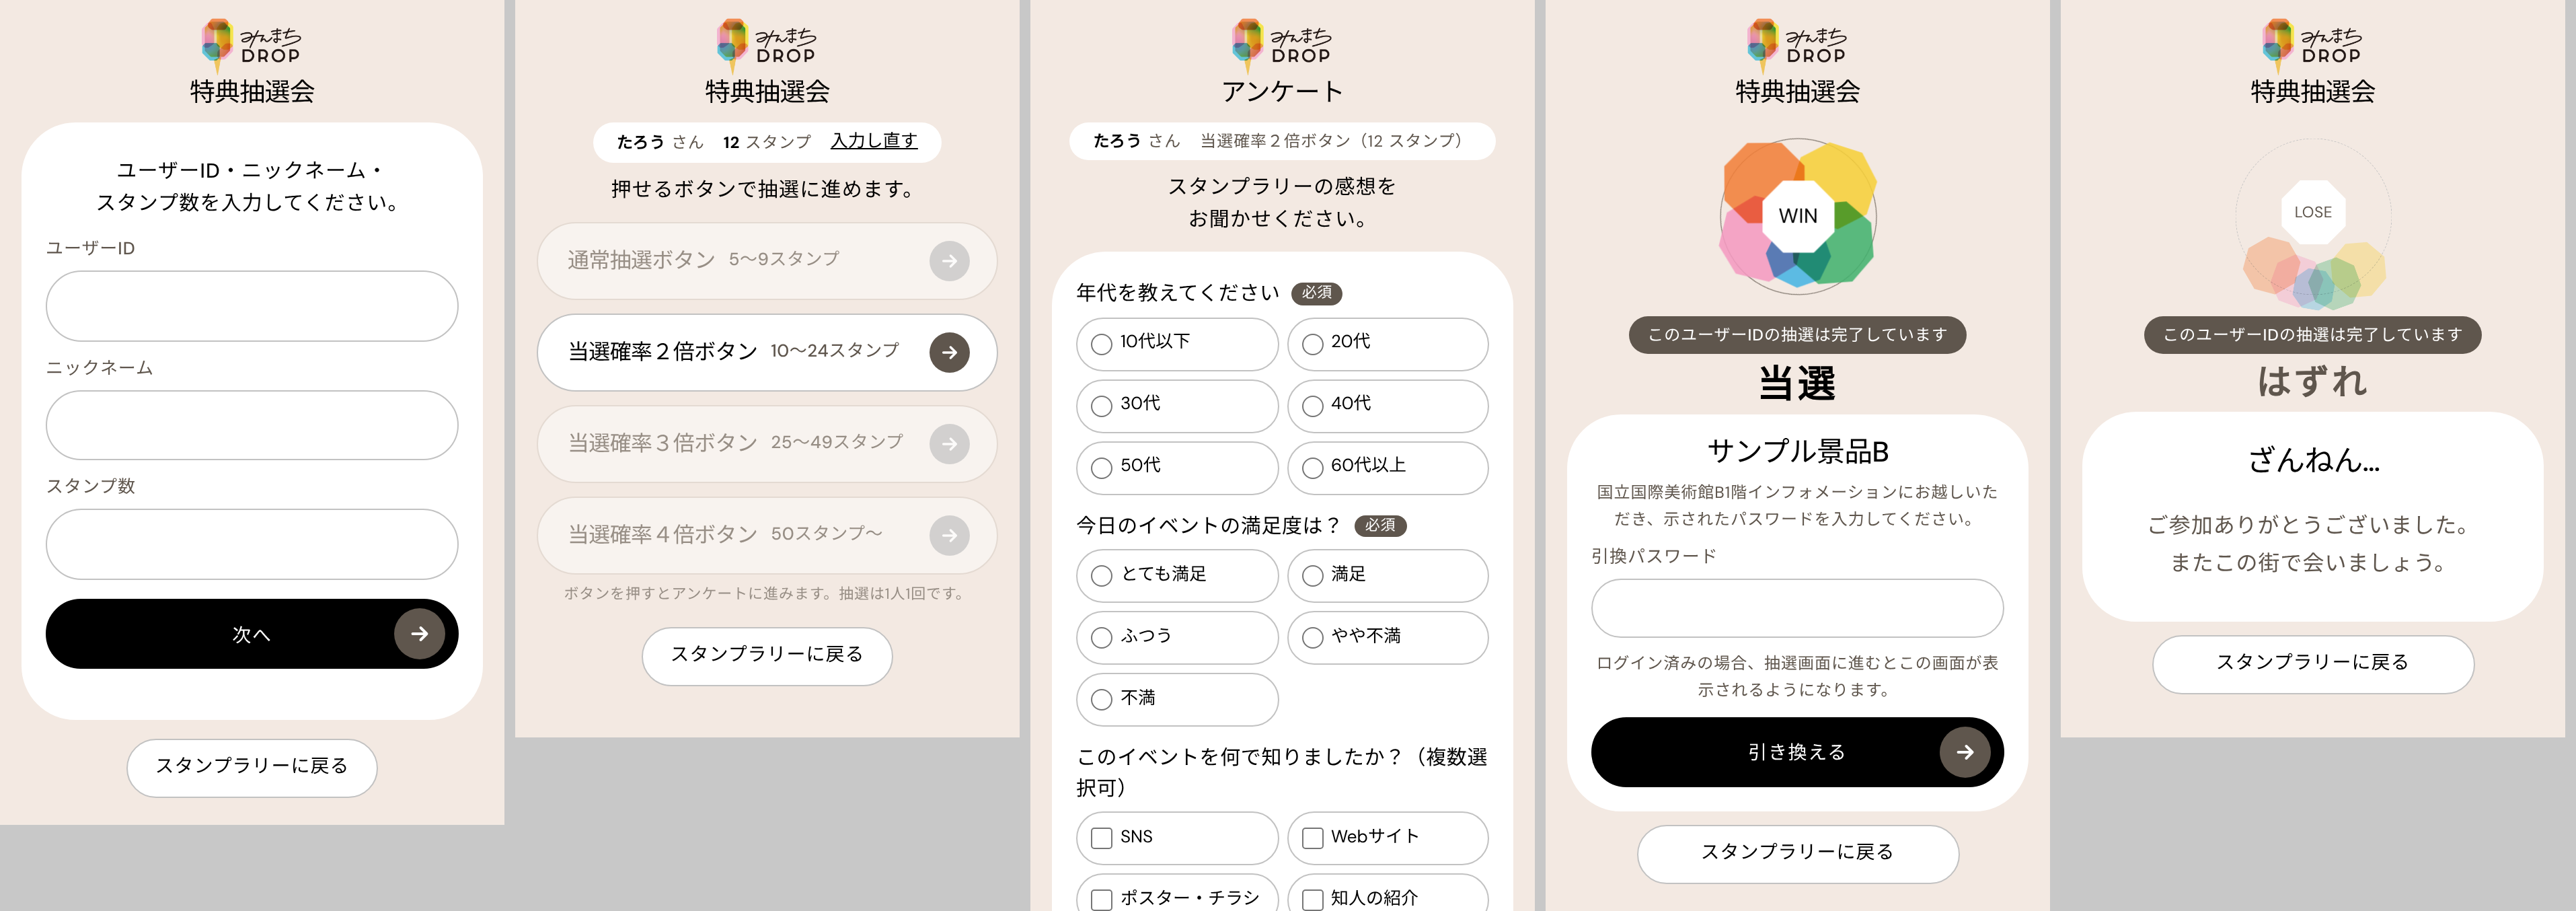 みんまち
DROP
特典抽選会
ユーザーID・ニックネーム・
スタンプ数を入力してください。
ユーザーID
ニックネーム
スタンプ数
次へ
スタンプラリーに戻る
みんまち
DROP
特典抽選会
たろう さん 12 スタンプ 入力し直す
押せるボタンで抽選に進めます。
通常抽選ボタン 5〜9スタンプ
当選確率２倍ボタン 10〜24スタンプ
当選確率３倍ボタン 25〜49スタンプ
当選確率４倍ボタン 50スタンプ〜
ボタンを押すとアンケートに進みます。抽選は1人1回です。
スタンプラリーに戻る
みんまち
DROP
アンケート
たろう さん 当選確率２倍ボタン（12 スタンプ）
スタンプラリーの感想を
お聞かせください。
年代を教えてください 必須
10代以下 20代
30代 40代
50代 60代以上
今日のイベントの満足度は？ 必須
とても満足 満足
ふつう やや不満
不満
このイベントを何で知りましたか？（複数選
択可）
SNS Webサイト
ポスター・チラシ 知人の紹介
みんまち
DROP
特典抽選会
WIN
このユーザーIDの抽選は完了しています
当選
サンプル景品B
国立国際美術館B1階インフォメーションにお越しいた
だき、示されたパスワードを入力してください。
引換パスワード
ログイン済みの場合、抽選画面に進むとこの画面が表
示されるようになります。
引き換える
スタンプラリーに戻る
みんまち
DROP
特典抽選会
LOSE
このユーザーIDの抽選は完了しています
はずれ
ざんねん...
ご参加ありがとうございました。
またこの街で会いましょう。
スタンプラリーに戻る